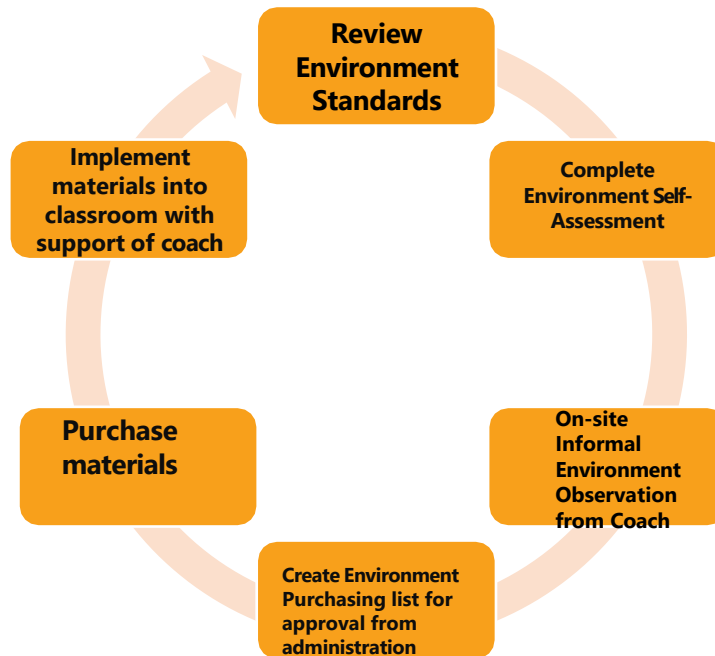 Review
Environment
Standards
Complete
Environment Self-
Assessment
On-site
Informal
Environment
Observation
from Coach
Create Environment
Purchasing list for
approval from
administration
Purchase
materials
Implement
materials into
classroom with
support of coach